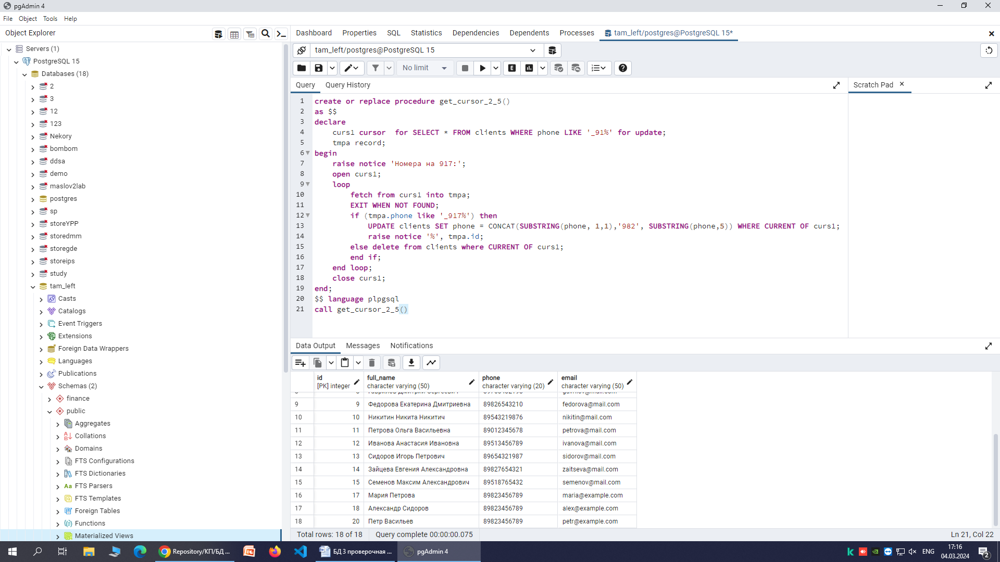 pgAdmin 4
File Object Tools Help
Object Explorer
Servers (1)
PostgreSQL 15
Databases (18)
2
3
12
123
Nekory
bombom
ddsa
demo
maslov2lab
postgres
sp
storeYPP
storedmm
storegde
storeips
study
tam_left
Casts
Catalogs
Event Triggers
Extensions
Foreign Data Wrappers
Languages
Publications
Schemas (2)
finance
public
Aggregates
Collations
Domains
FTS Configurations
FTS Dictionaries
FTS Parsers
FTS Templates
Foreign Tables
Functions
Materialized Views
Dashboard Properties SQL Statistics Dependencies Dependents Processes tam_left/postgres@PostgreSQL 15*
tam_left/postgres@PostgreSQL 15
No limit
Query Query History
Scratch Pad
1 create or replace procedure get_cursor_2_5()
2 as $$
3 declare
4 curs1 cursor  for SELECT * FROM clients WHERE phone LIKE '_91%' for update;
5 tmpa record;
6 begin
7 raise notice 'Номера на 917:';
8 open curs1;
9 loop
10 fetch from curs1 into tmpa;
11 EXIT WHEN NOT FOUND;
12 if (tmpa.phone like '_917%') then
13 UPDATE clients SET phone = CONCAT(SUBSTRING(phone, 1,1),'982', SUBSTRING(phone,5)) WHERE CURRENT OF curs1;
14 raise notice '%', tmpa.id;
15 else delete from clients where CURRENT OF curs1;
16 end if;
17 end loop;
18 close curs1;
19 end;
20 $$ language plpgsql
21 call get_cursor_2_5()
Data Output Messages Notifications
id full_name phone email
[PK] integer character varying (50) character varying (20) character varying (50)
9 9 Федорова Екатерина Дмитриевна 89826543210 fedorova@mail.com
10 10 Никитин Никита Никитич 89543219876 nikitin@mail.com
11 11 Петрова Ольга Васильевна 89012345678 petrova@mail.com
12 12 Иванова Анастасия Ивановна 89513456789 ivanova@mail.com
13 13 Сидоров Игорь Петрович 89654321987 sidorov@mail.com
14 14 Зайцева Евгения Александровна 89827654321 zaitseva@mail.com
15 15 Семенов Максим Александрович 89518765432 semenov@mail.com
16 17 Мария Петрова 89823456789 maria@example.com
17 18 Александр Сидоров 89823456789 alex@example.com
18 20 Петр Васильев 89823456789 petr@example.com
Total rows: 18 of 18 Query complete 00:00:00.075 Ln 21, Col 22
Repository/КП/БД ... БД 3 проверочная ... pgAdmin 4 ENG 17:16
04.03.2024 2